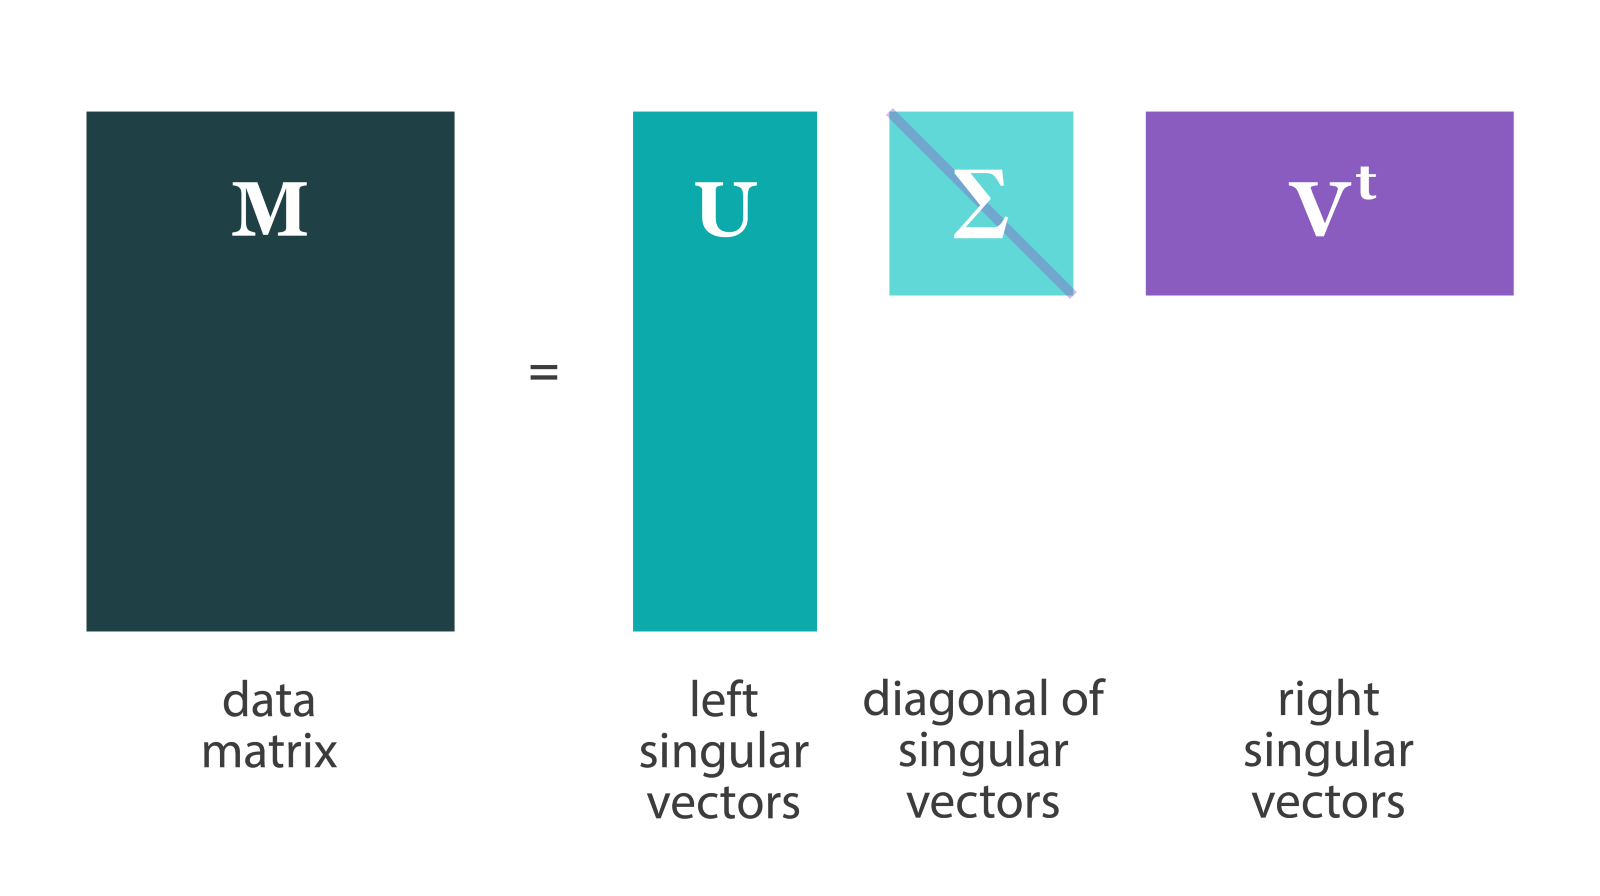 M
=
U
Σ
Vᵗ
data
matrix
left
singular
vectors
diagonal of
singular
vectors
right
singular
vectors